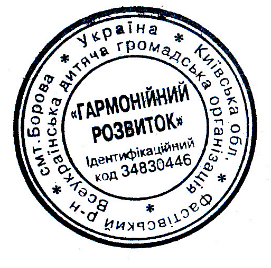 * Україна * Київська обл. * Фастівський р-н * смт.Борова
Всеукраїнська дитяча громадська організація *
«ГАРМОНІЙНИЙ
РОЗВИТОК»
Ідентифікаційний
код 34830446